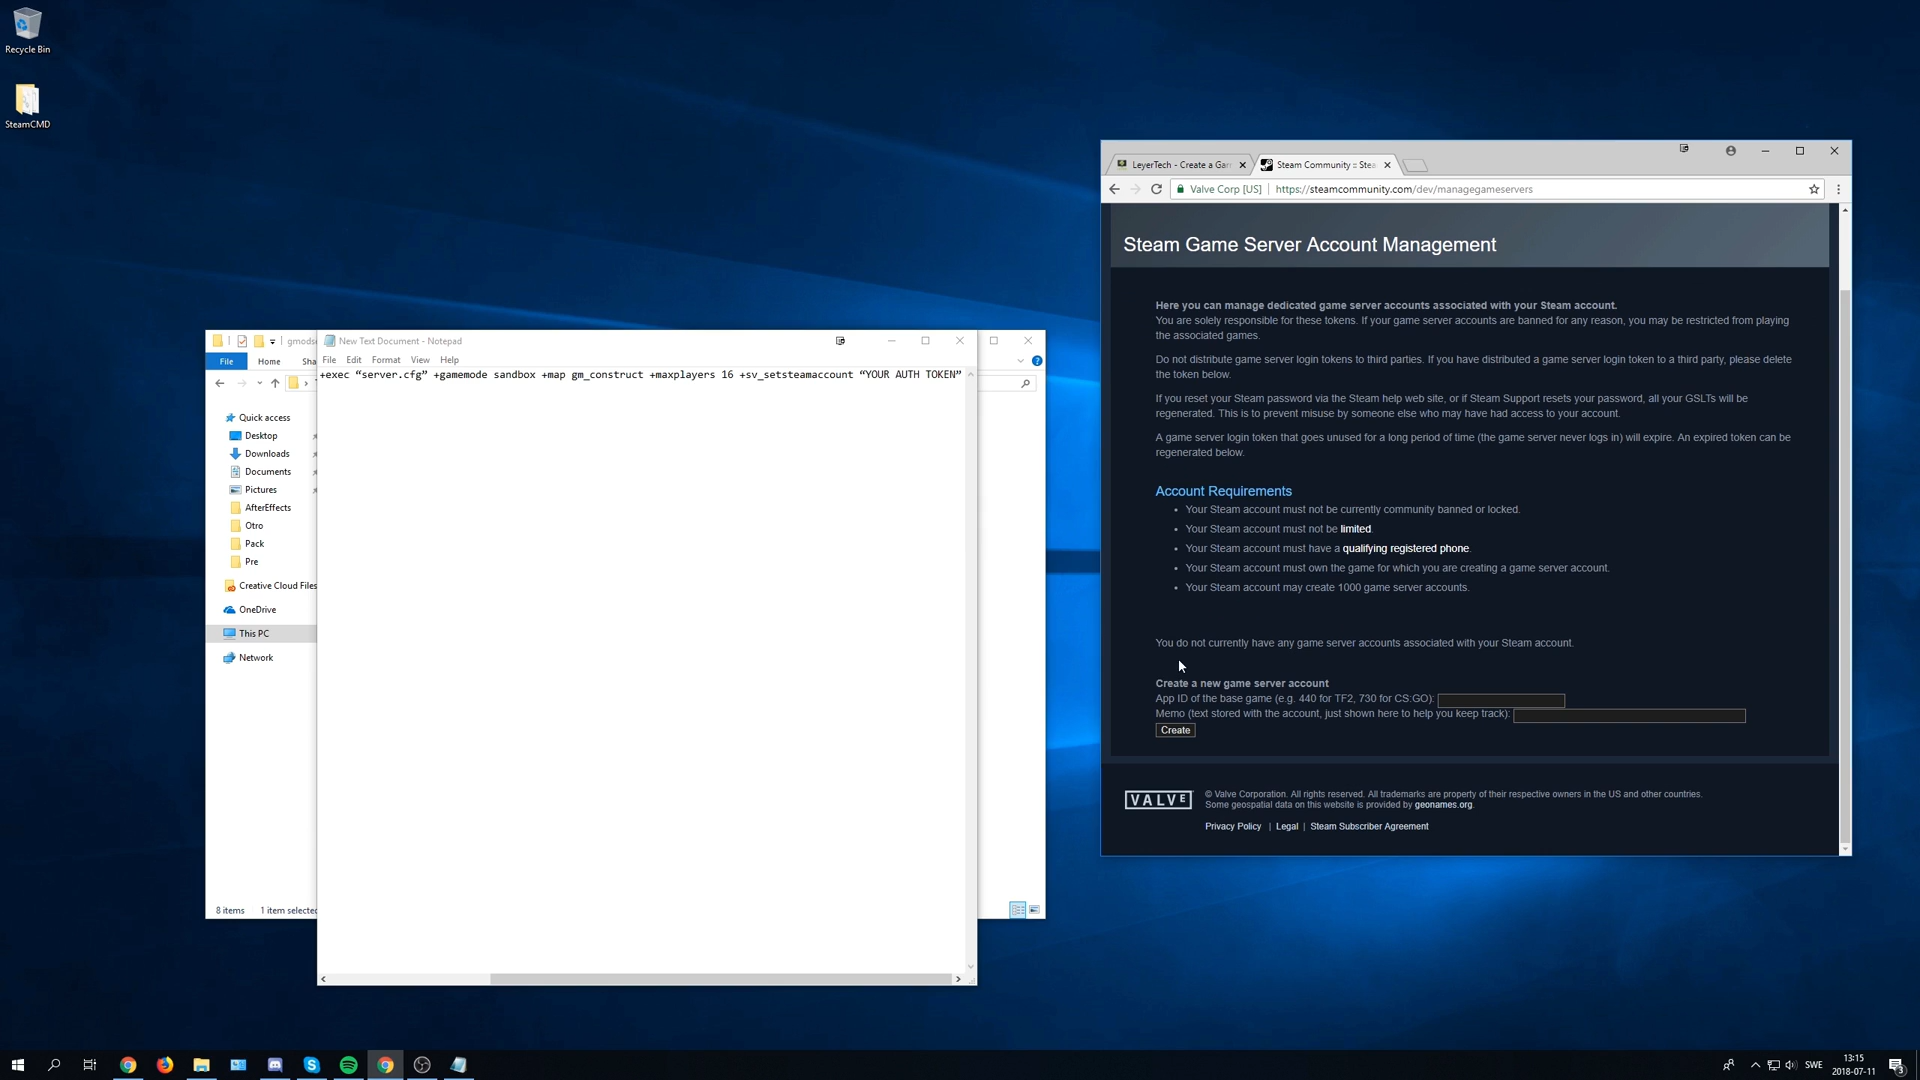 Recycle Bin
SteamCMD
gmodse
File
Home
Sha
Quick access
Desktop
Downloads
Documents
Pictures
AfterEffects
Otro
Pack
Pre
Creative Cloud Files
OneDrive
This PC
Network
8 items 1 item selected
New Text Document - Notepad
File Edit Format View Help
+exec “server.cfg” +gamemode sandbox +map gm_construct +maxplayers 16 +sv_setsteamaccount “YOUR AUTH TOKEN”
LeyerTech - Create a Gar
Steam Community :: Stea
Valve Corp [US] https://steamcommunity.com/dev/managegameservers
Steam Game Server Account Management
Here you can manage dedicated game server accounts associated with your Steam account.
You are solely responsible for these tokens. If your game server accounts are banned for any reason, you may be restricted from playing
the associated games.
Do not distribute game server login tokens to third parties. If you have distributed a game server login token to a third party, please delete
the token below.
If you reset your Steam password via the Steam help web site, or if Steam Support resets your password, all your GSLTs will be
regenerated. This is to prevent misuse by someone else who may have had access to your account.
A game server login token that goes unused for a long period of time (the game server never logs in) will expire. An expired token can be
regenerated below.
Account Requirements
• Your Steam account must not be currently community banned or locked.
• Your Steam account must not be limited.
• Your Steam account must have a qualifying registered phone.
• Your Steam account must own the game for which you are creating a game server account.
• Your Steam account may create 1000 game server accounts.
You do not currently have any game server accounts associated with your Steam account.
Create a new game server account
App ID of the base game (e.g. 440 for TF2, 730 for CS:GO):
Memo (text stored with the account, just shown here to help you keep track):
Create
VALVE
© Valve Corporation. All rights reserved. All trademarks are property of their respective owners in the US and other countries.
Some geospatial data on this website is provided by geonames.org.
Privacy Policy | Legal | Steam Subscriber Agreement
SWE
13:15
2018-07-11
3